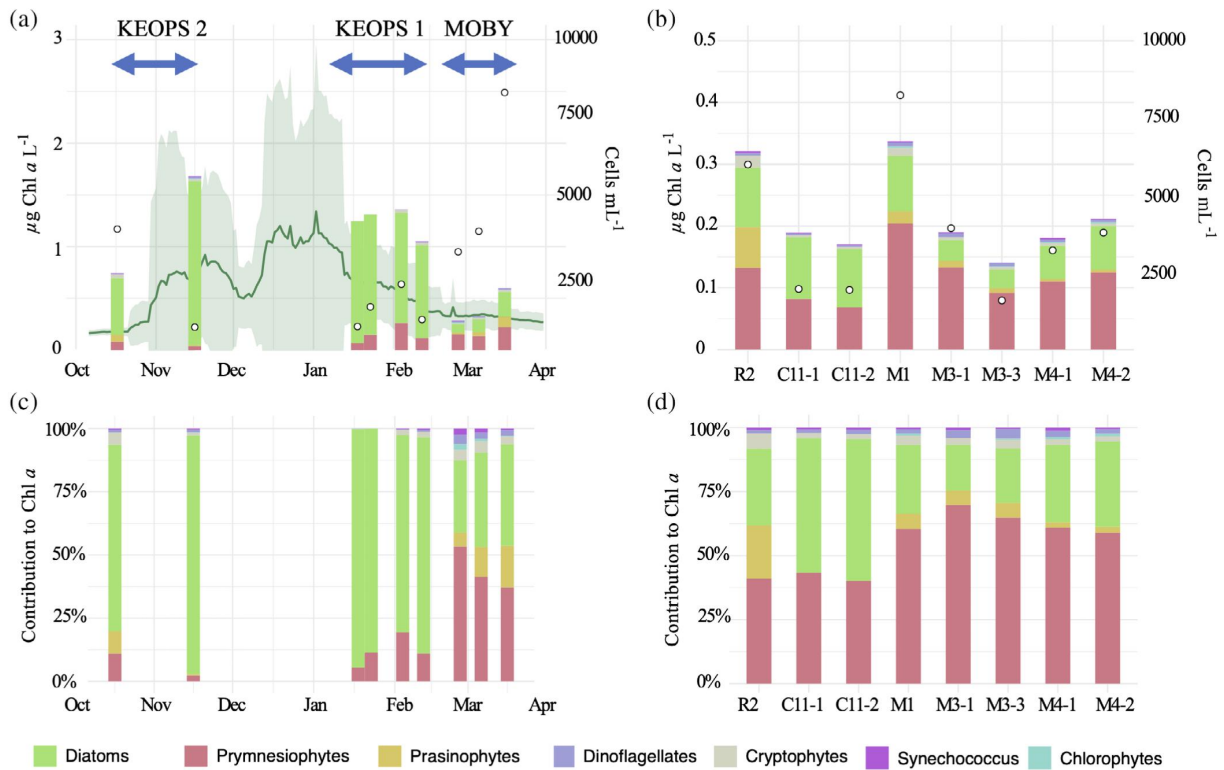 (a)
KEOPS 2 KEOPS 1 MOBY
3 10000
7500
2
5000
1
2500
0 0
µg Chl a L-1
Cells mL-1
Oct Nov Dec Jan Feb Mar Apr
(b)
0.5 10000
0.4
7500
0.3
5000
0.2
2500
0.1
0 0
µg Chl a L-1
Cells mL-1
R2 C11-1 C11-2 M1 M3-1 M3-3 M4-1 M4-2
(c)
100%
75%
50%
25%
0%
Contribution to Chl a
Oct Nov Dec Jan Feb Mar Apr
(d)
100%
75%
50%
25%
0%
Contribution to Chl a
R2 C11-1 C11-2 M1 M3-1 M3-3 M4-1 M4-2
Diatoms Prymnesiophytes Prasinophytes Dinoflagellates Cryptophytes Synechococcus Chlorophytes